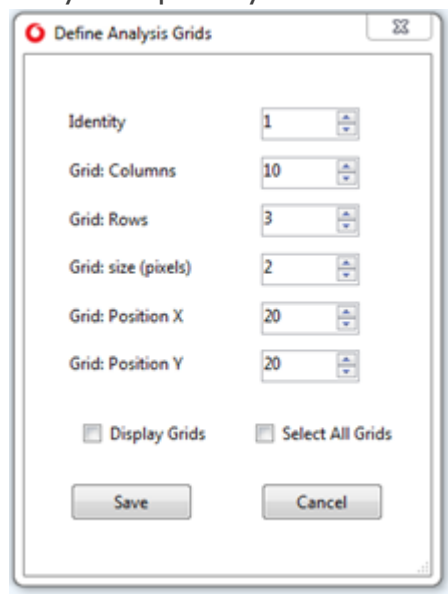 Define Analysis Grids
Identity 1
Grid: Columns 10
Grid: Rows 3
Grid: size (pixels) 2
Grid: Position X 20
Grid: Position Y 20
Display Grids Select All Grids
Save Cancel